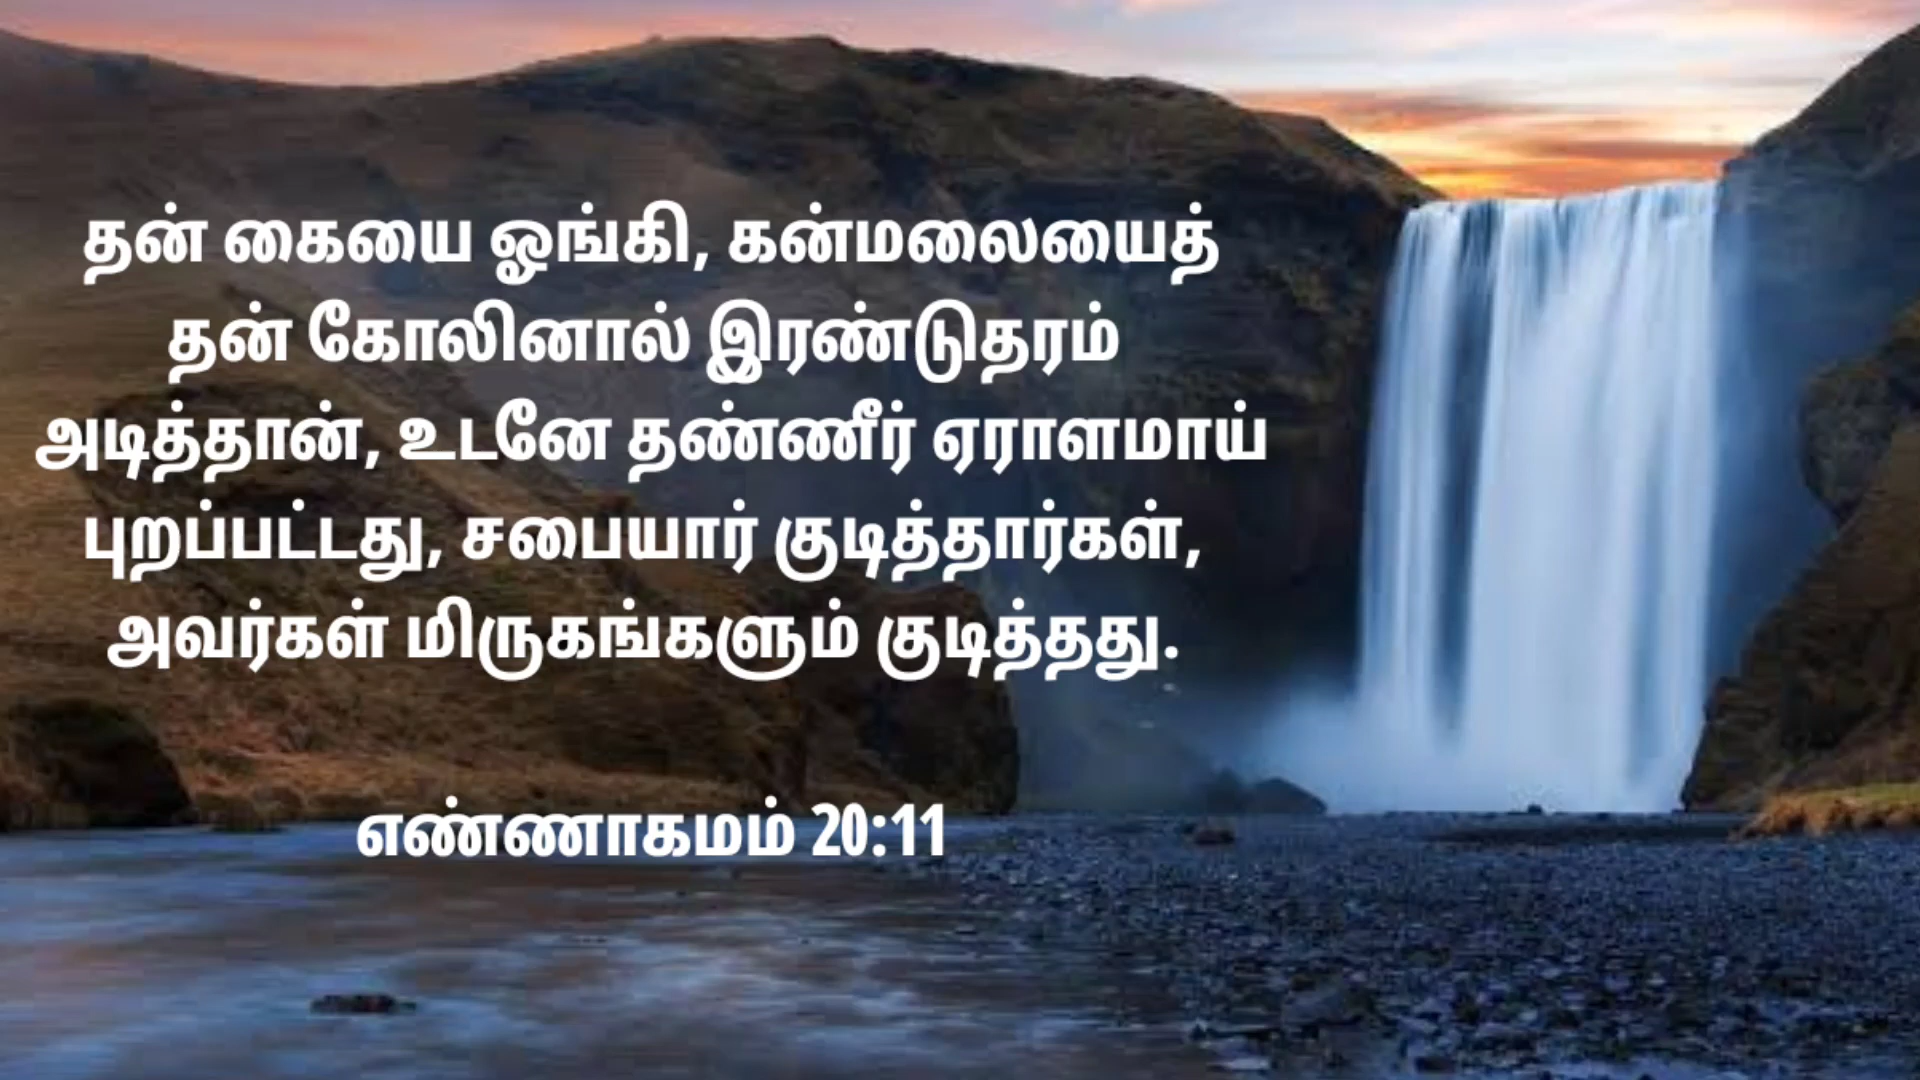 தன் கையை ஓங்கி, கன்மலையைத்
தன் கோலினால் இரண்டுதரம்
அடித்தான், உடனே தண்ணீர் ஏராளமாய்
புறப்பட்டது, சபையார் குடித்தார்கள்,
அவர்கள் மிருகங்களும் குடித்தது.
எண்ணாகமம் 20:11